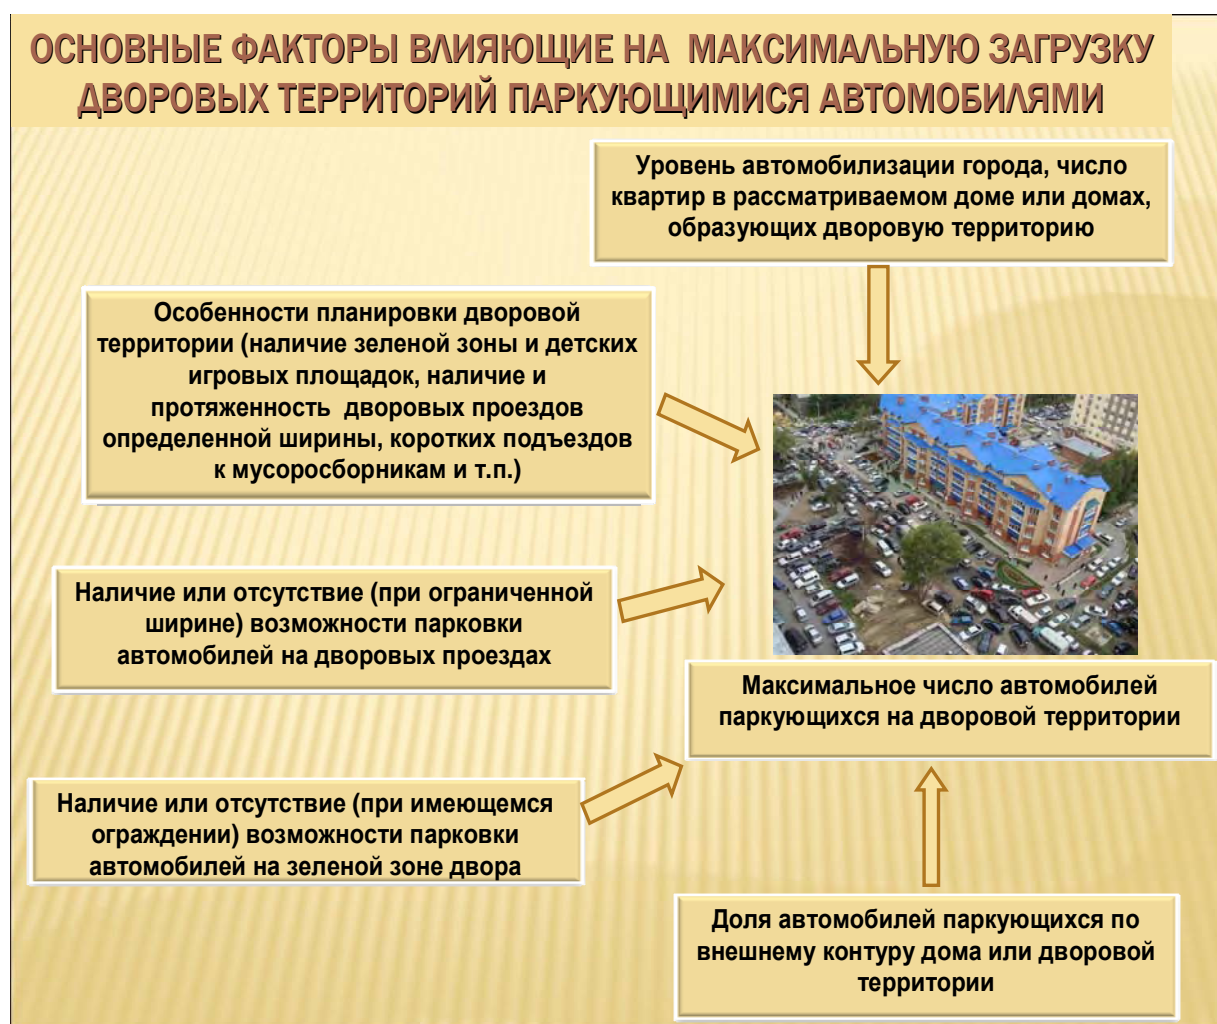 ОСНОВНЫЕ ФАКТОРЫ ВЛИЯЮЩИЕ НА МАКСИМАЛЬНУЮ ЗАГРУЗКУ
ДВОРОВЫХ ТЕРРИТОРИЙ ПАРКУЮЩИМИСЯ АВТОМОБИЛЯМИ
Уровень автомобилизации города, число
квартир в рассматриваемом доме или домах,
образующих дворовую территорию
Особенности планировки дворовой
территории (наличие зеленой зоны и детских
игровых площадок, наличие и
протяженность дворовых проездов
определенной ширины, коротких подъездов
к мусоросборникам и т.п.)
Наличие или отсутствие (при ограниченной
ширине) возможности парковки
автомобилей на дворовых проездах
Максимальное число автомобилей
паркующихся на дворовой территории
Наличие или отсутствие (при имеющемся
ограждении) возможности парковки
автомобилей на зеленой зоне двора
Доля автомобилей паркующихся по
внешнему контуру дома или дворовой
территории